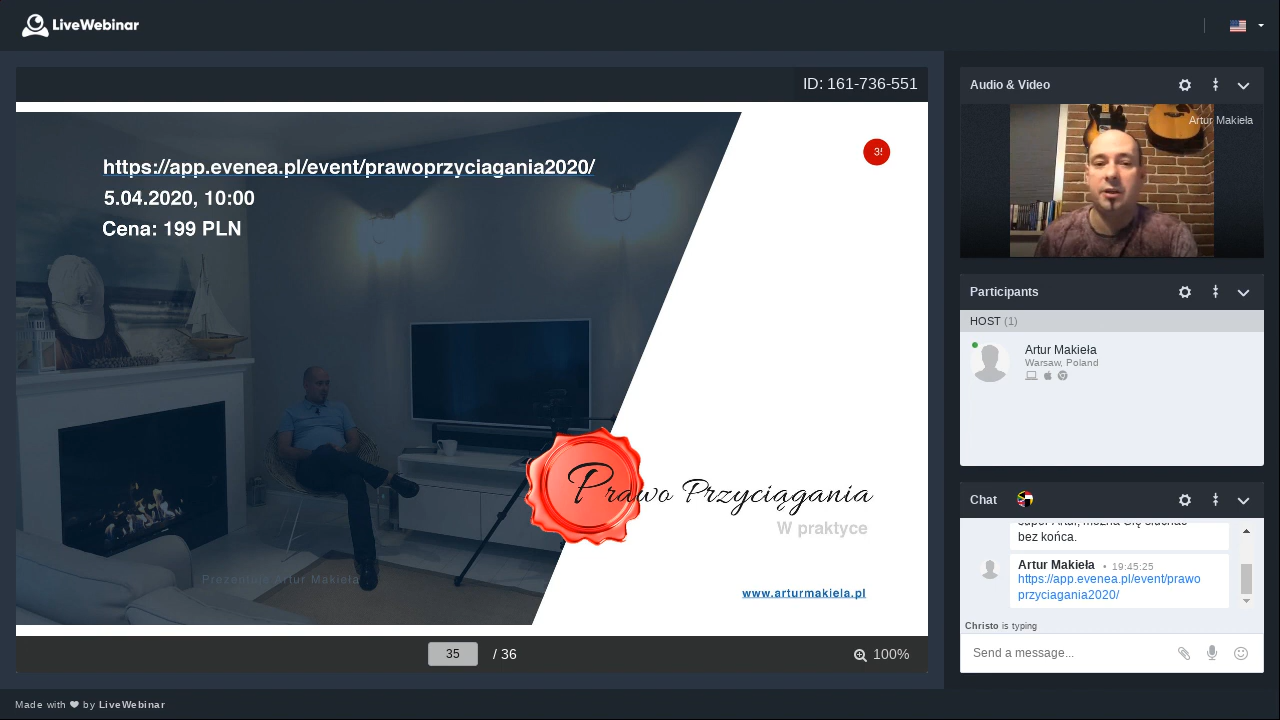 LiveWebinar
ID: 161-736-551
https://app.evenea.pl/event/prawoprzyciagania2020/
5.04.2020, 10:00
Cena: 199 PLN
Prawo Przyciągania
W praktyce
Prezentuje Artur Makieła
www.arturmakiela.pl
35 / 36
100%
Audio & Video
Artur Makieła
Participants
HOST (1)
Artur Makieła
Warsaw, Poland
Chat
bez końca.
Artur Makieła • 19:45:25
https://app.evenea.pl/event/prawo
przyciagania2020/
Christo is typing
Send a message...
Made with ❤ by LiveWebinar